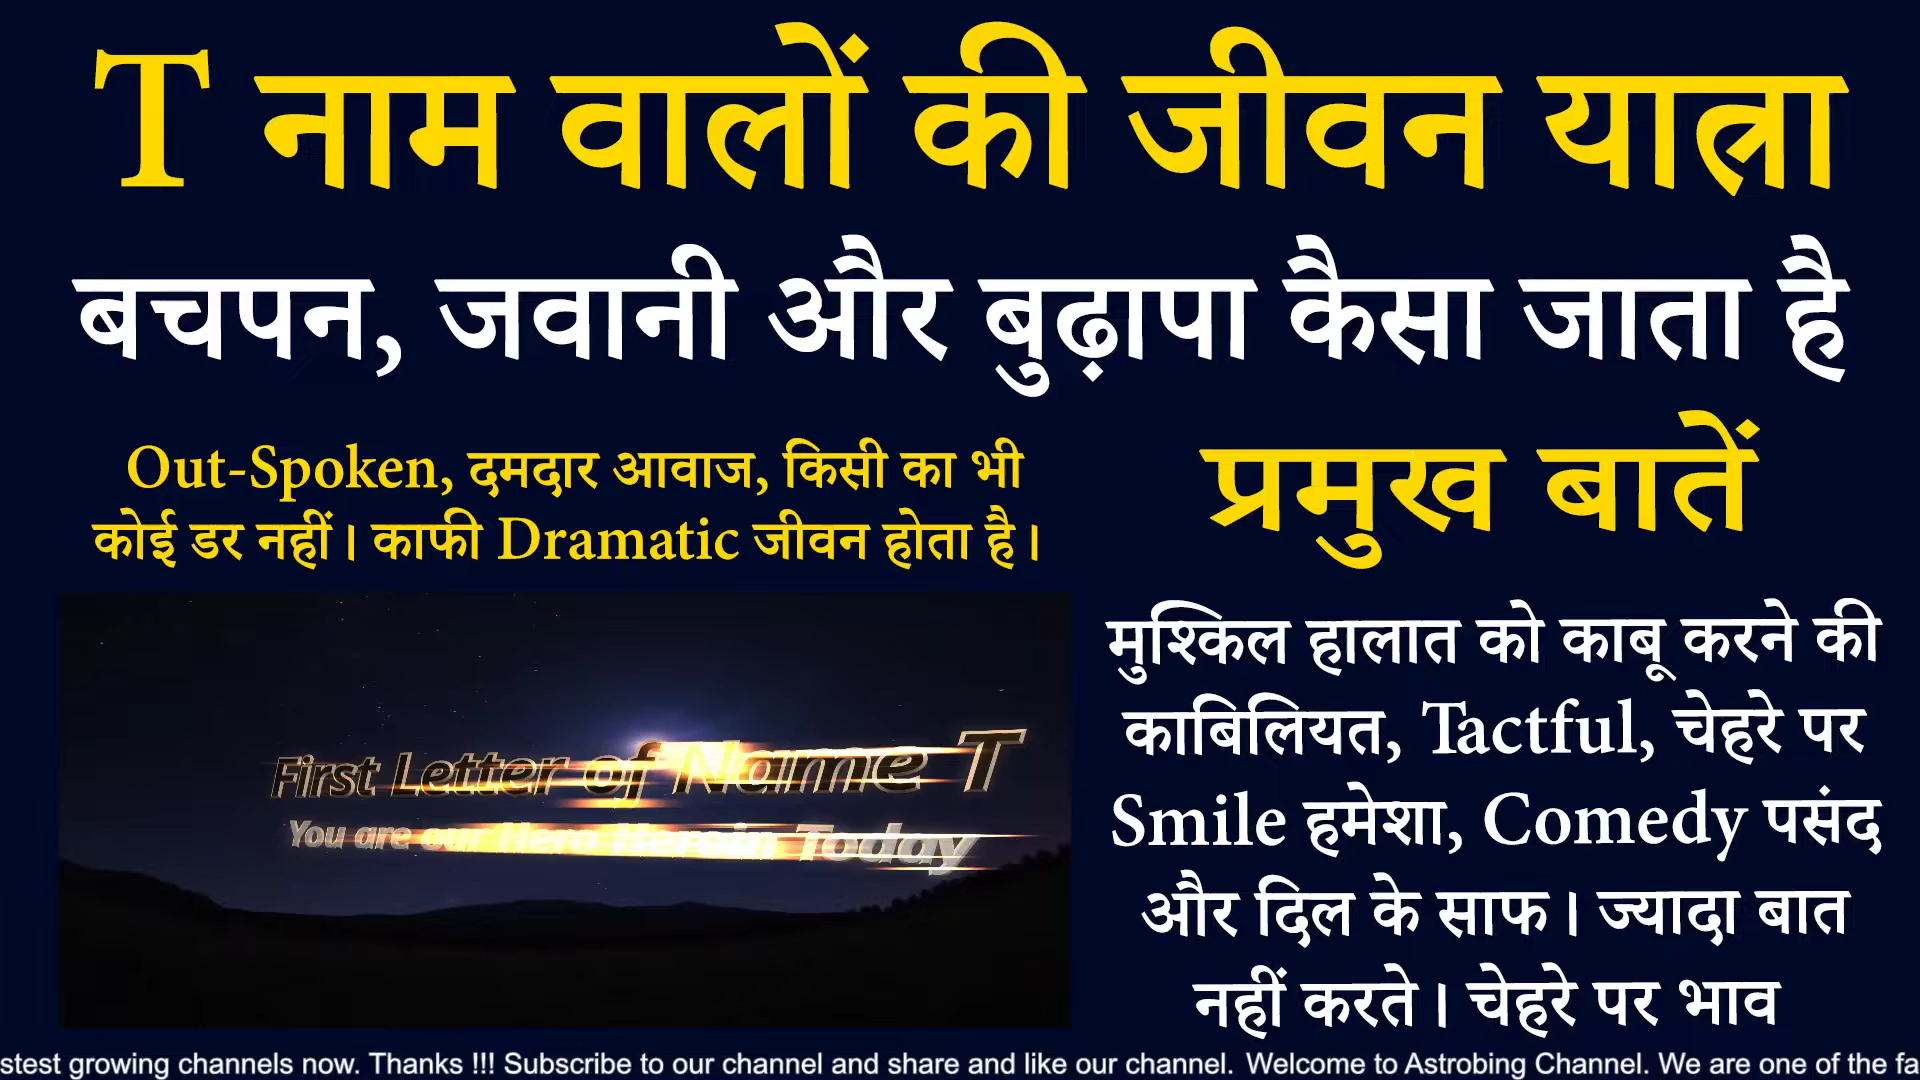 T नाम वालों की जीवन यात्रा
बचपन, जवानी और बुढ़ापा कैसा जाता है
Out-Spoken, दमदार आवाज, किसी का भी
कोई डर नहीं। काफी Dramatic जीवन होता है।
प्रमुख बातें
First Letter of Name T
You are our Hero Heroin Today
मुश्किल हालात को काबू करने की
काबिलियत, Tactful, चेहरे पर
Smile हमेशा, Comedy पसंद
और दिल के साफ। ज्यादा बात
नहीं करते। चेहरे पर भाव
stest growing channels now. Thanks !!! Subscribe to our channel and share and like our channel. Welcome to Astrobing Channel. We are one of the fa